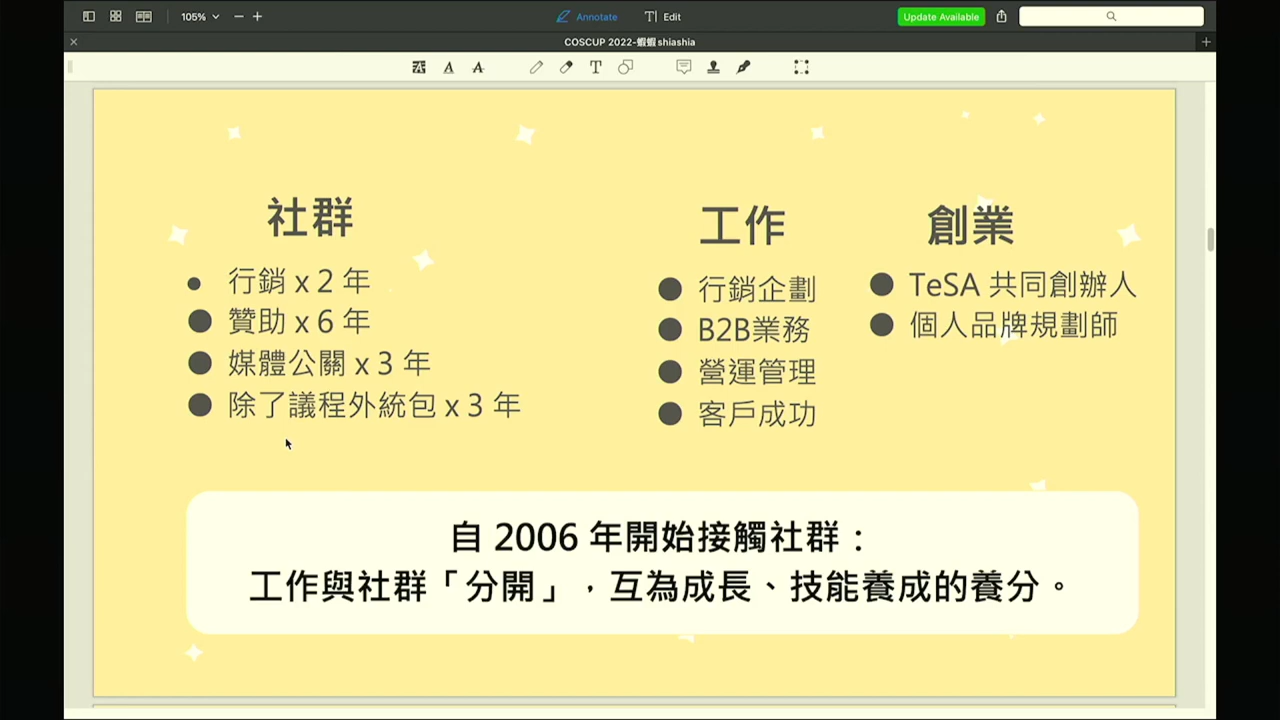 105%
Annotate
Edit
Update Available
COSCUP 2022-蝦蝦 shiashia
社群
行銷 x 2 年
贊助 x 6 年
媒體公關 x 3 年
除了議程外統包 x 3 年
工作
行銷企劃
B2B業務
營運管理
客戶成功
創業
TeSA 共同創辦人
個人品牌規劃師
自 2006 年開始接觸社群：
工作與社群「分開」，互為成長、技能養成的養分。